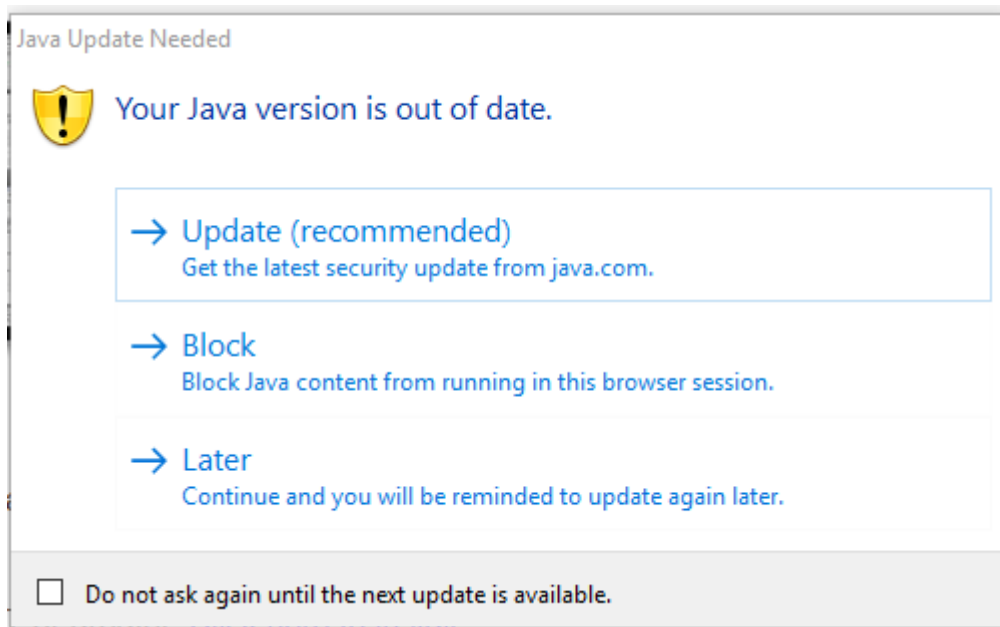 Java Update Needed
Your Java version is out of date.
Update (recommended)
Get the latest security update from java.com.
Block
Block Java content from running in this browser session.
Later
Continue and you will be reminded to update again later.
Do not ask again until the next update is available.